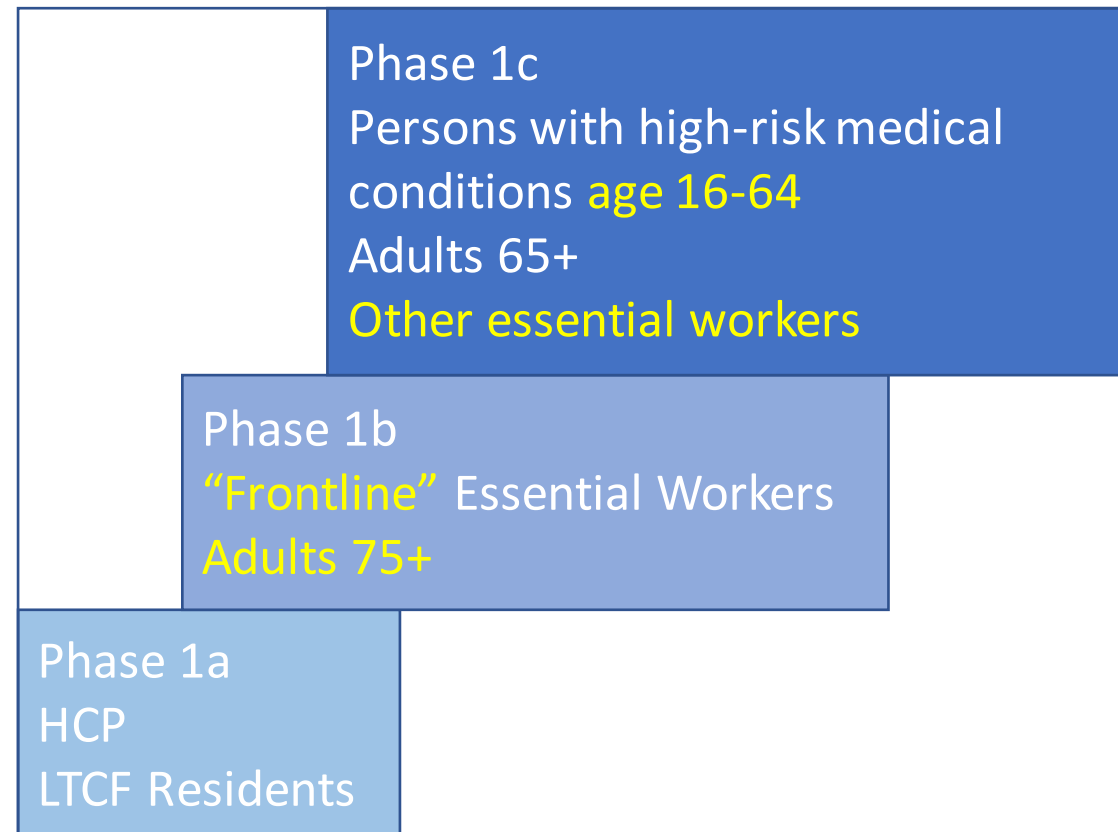 Phase 1c
Persons with high-risk medical
conditions age 16-64
Adults 65+
Other essential workers
Phase 1b
“Frontline” Essential Workers
Adults 75+
Phase 1a
HCP
LTCF Residents